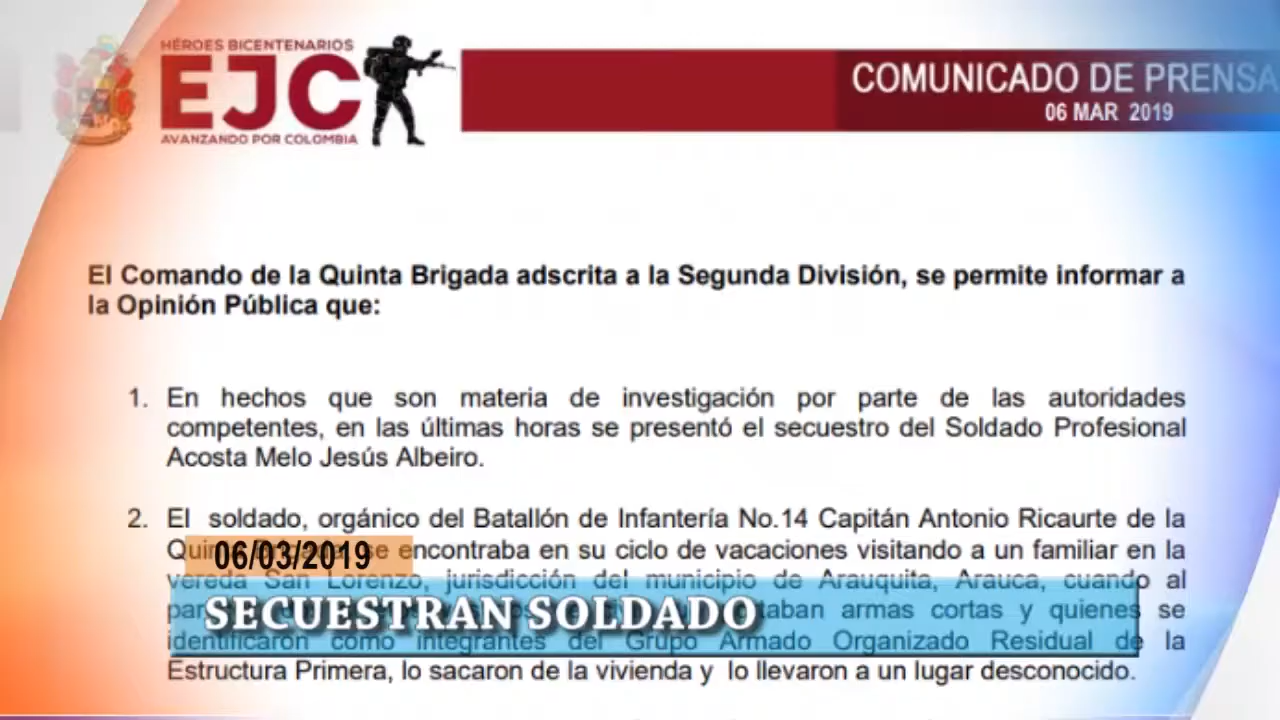 HÉROES BICENTENARIOS
EJC
AVANZANDO POR COLOMBIA
COMUNICADO DE PRENSA
06 MAR 2019
El Comando de la Quinta Brigada adscrita a la Segunda División, se permite informar a
la Opinión Pública que:
1. En hechos que son materia de investigación por parte de las autoridades
competentes, en las últimas horas se presentó el secuestro del Soldado Profesional
Acosta Melo Jesús Albeiro.
2. El soldado, orgánico del Batallón de Infantería No.14 Capitán Antonio Ricaurte de la
se encontraba en su ciclo de vacaciones visitando a un familiar en la
06/03/2019
vereda San Lorenzo, jurisdicción del municipio de Arauquita, Arauca, cuando al
armas cortas y quienes se
SECUESTRAN SOLDADO
identificaron como integrantes del Grupo Armado Organizado Residual de la
Estructura Primera, lo sacaron de la vivienda y lo llevaron a un lugar desconocido.